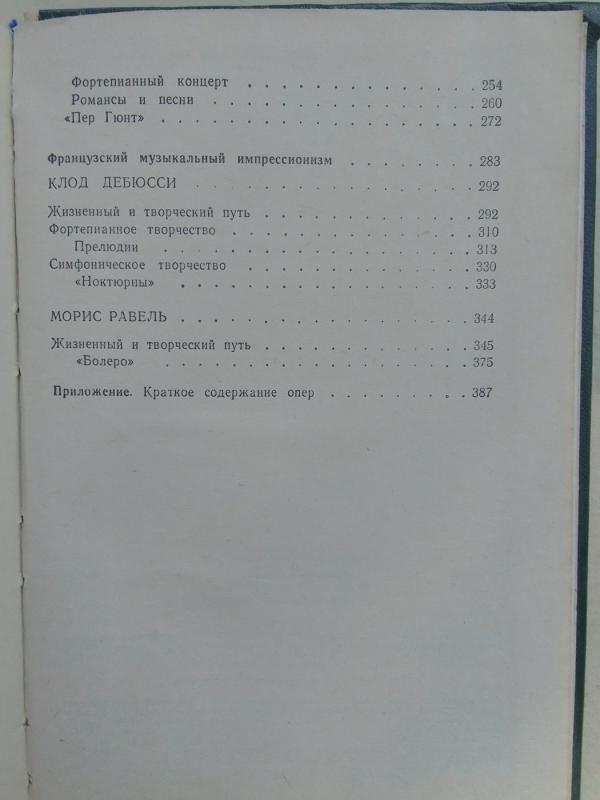 Фортепианный концерт . . . . . . . . . . . . . 254
Романсы и песни . . . . . . . . . . . . . . 260
«Пер Гюнт» . . . . . . . . . . . . . . . . . 272
Французский музыкальный импрессионизм . . . . . . . 283
КЛОД ДЕБЮССИ . . . . . . . . . . . . . . . 292
Жизненный и творческий путь . . . . . . . . . . . . 292
Фортепианное творчество . . . . . . . . . . . . . 310
Прелюдии . . . . . . . . . . . . . . . . 313
Симфоническое творчество . . . . . . . . . . . . . 330
«Ноктюрны» . . . . . . . . . . . . . . . 333
МОРИС РАВЕЛЬ . . . . . . . . . . . . . . . 344
Жизненный и творческий путь . . . . . . . . . . . 345
«Болеро» . . . . . . . . . . . . . . . . 375
Приложение. Краткое содержание опер . . . . . . . . 387